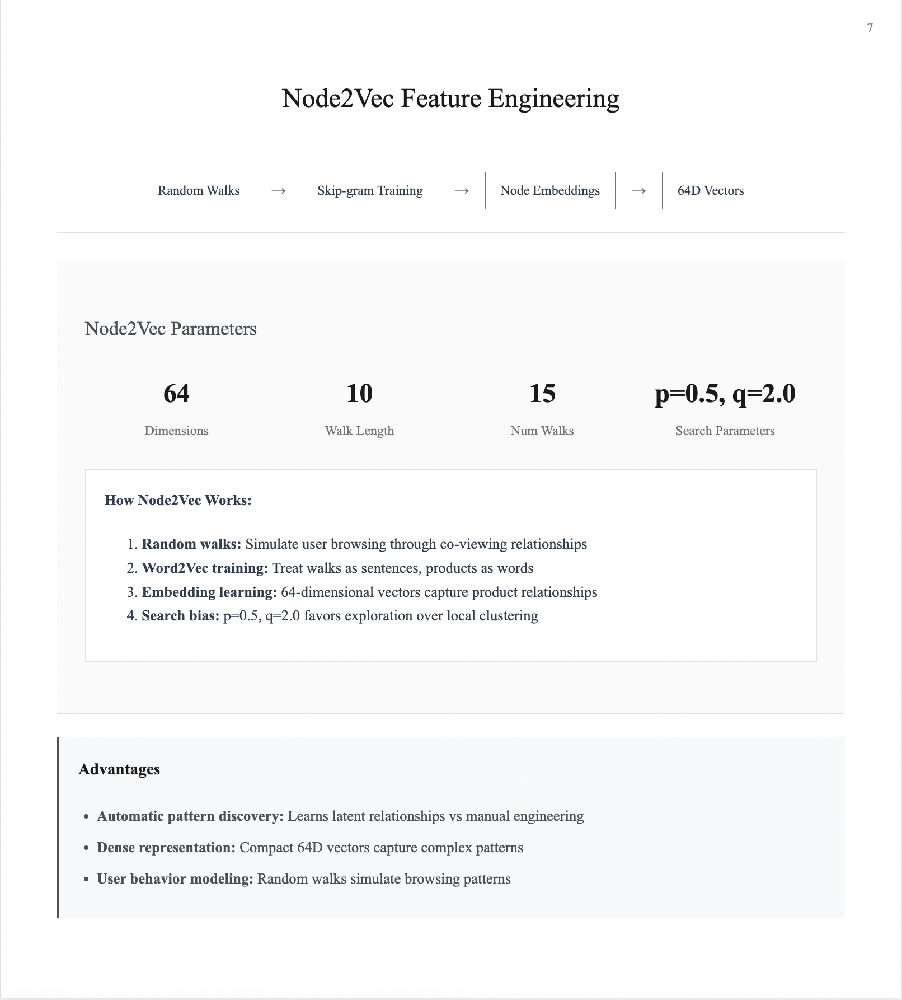 7
Node2Vec Feature Engineering
Random Walks → Skip-gram Training → Node Embeddings → 64D Vectors
Node2Vec Parameters
64 10 15 p=0.5, q=2.0
Dimensions Walk Length Num Walks Search Parameters
How Node2Vec Works:
1. Random walks: Simulate user browsing through co-viewing relationships
2. Word2Vec training: Treat walks as sentences, products as words
3. Embedding learning: 64-dimensional vectors capture product relationships
4. Search bias: p=0.5, q=2.0 favors exploration over local clustering
Advantages
• Automatic pattern discovery: Learns latent relationships vs manual engineering
• Dense representation: Compact 64D vectors capture complex patterns
• User behavior modeling: Random walks simulate browsing patterns